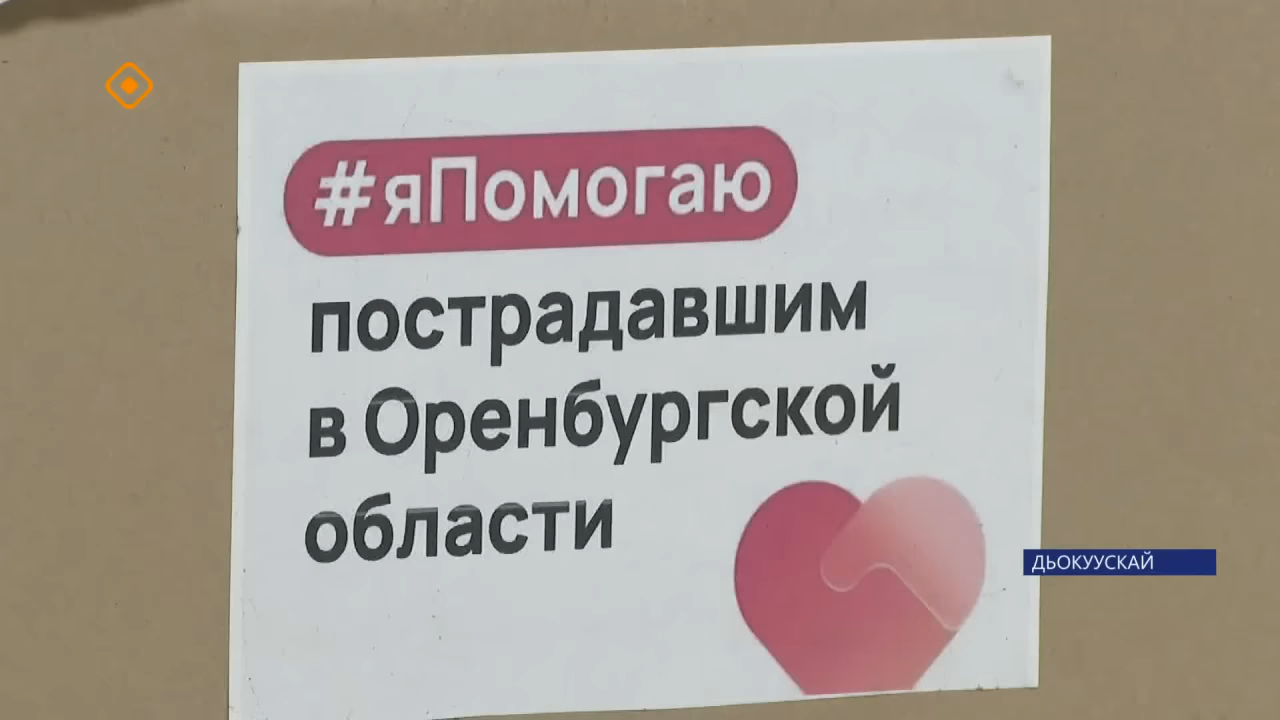 #яПомогаю
пострадавшим
в Оренбургской
области
ДЬОКУУСКАЙ